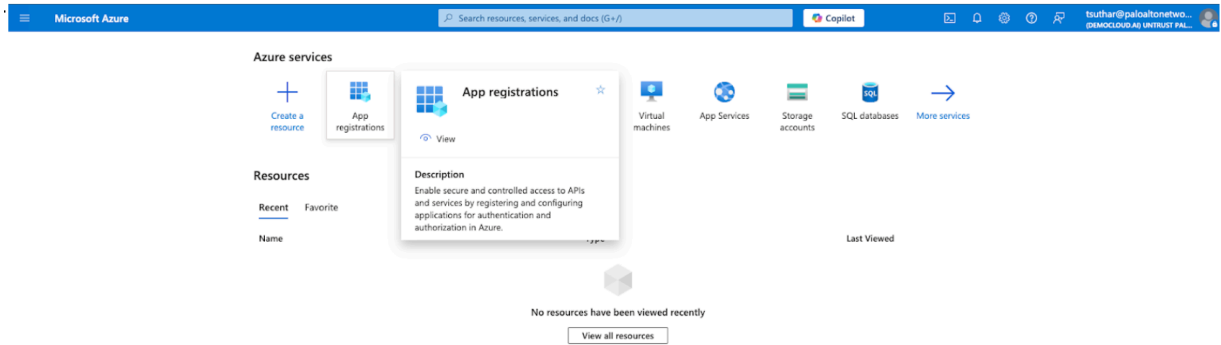 Microsoft Azure
Search resources, services, and docs (G+/)
Copilot
tsuthar@paloaltonetwo...
(DEMOCLOUD.AI) UNTRUST PAL...
Azure services
Create a
resource
App
registrations
App registrations
View
Description
Enable secure and controlled access to APIs
and services by registering and configuring
applications for authentication and
authorization in Azure.
Virtual
machines
App Services
Storage
accounts
SQL
SQL databases
More services
Resources
Recent Favorite
Name
Type
Last Viewed
No resources have been viewed recently
View all resources